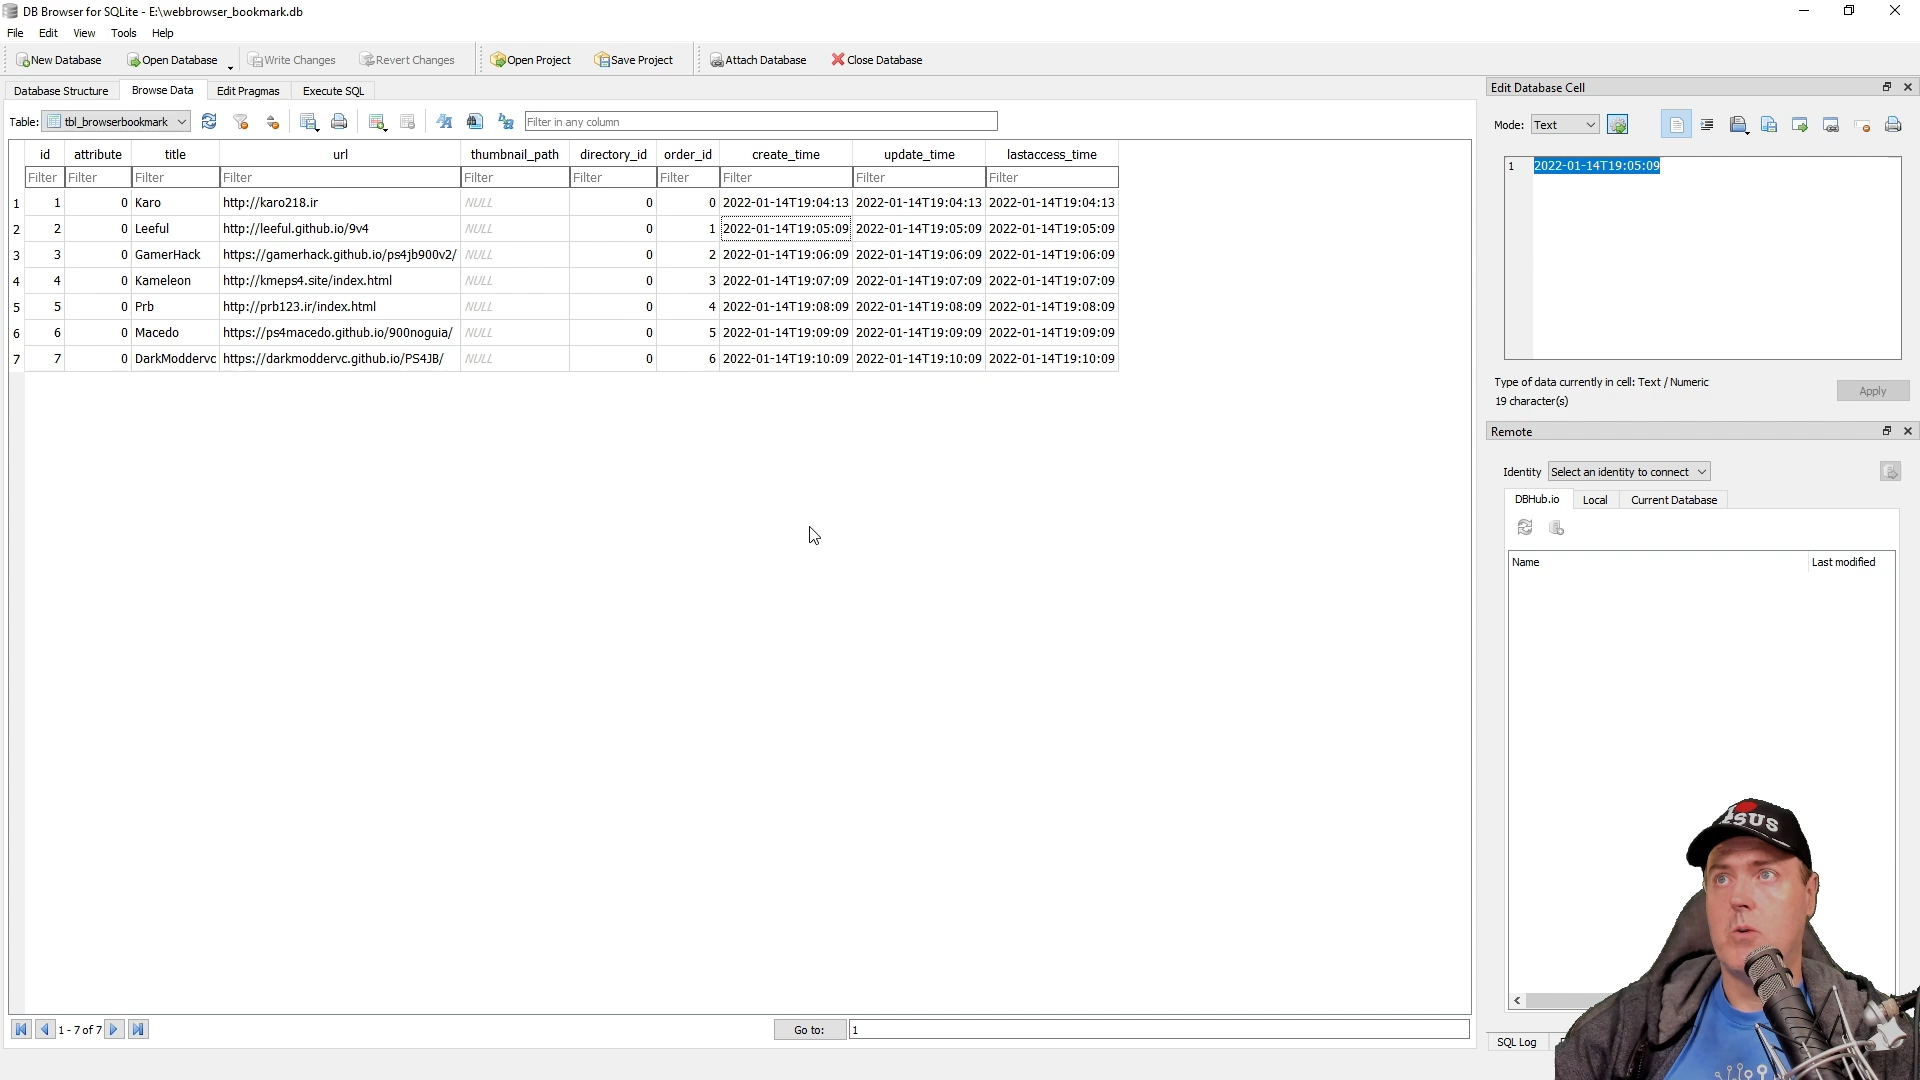 DB Browser for SQLite - E:\webbrowser_bookmark.db
File Edit View Tools Help
New Database Open Database Write Changes Revert Changes Open Project Save Project Attach Database Close Database
Database Structure Browse Data Edit Pragmas Execute SQL
Table: tbl_browserbookmark Filter in any column
id attribute title url thumbnail_path directory_id order_id create_time update_time lastaccess_time
Filter Filter Filter Filter Filter Filter Filter Filter Filter Filter
1 1 0 Karo http://karo218.ir NULL 0 0 2022-01-14T19:04:13 2022-01-14T19:04:13 2022-01-14T19:04:13
2 2 0 Leeful http://leeful.github.io/9v4 NULL 0 1 2022-01-14T19:05:09 2022-01-14T19:05:09 2022-01-14T19:05:09
3 3 0 GamerHack https://gamerhack.github.io/ps4jb900v2/ NULL 0 2 2022-01-14T19:06:09 2022-01-14T19:06:09 2022-01-14T19:06:09
4 4 0 Kameleon http://kmeps4.site/index.html NULL 0 3 2022-01-14T19:07:09 2022-01-14T19:07:09 2022-01-14T19:07:09
5 5 0 Prb http://prb123.ir/index.html NULL 0 4 2022-01-14T19:08:09 2022-01-14T19:08:09 2022-01-14T19:08:09
6 6 0 Macedo https://ps4macedo.github.io/900noguia/ NULL 0 5 2022-01-14T19:09:09 2022-01-14T19:09:09 2022-01-14T19:09:09
7 7 0 DarkModdervc https://darkmoddervc.github.io/PS4JB/ NULL 0 6 2022-01-14T19:10:09 2022-01-14T19:10:09 2022-01-14T19:10:09
1 - 7 of 7 Go to: 1
Edit Database Cell
Mode: Text
1 2022-01-14T19:05:09
Type of data currently in cell: Text / Numeric
19 character(s)
Apply
Remote
Identity Select an identity to connect
DBHub.io Local Current Database
Name Last modified
SQL Log